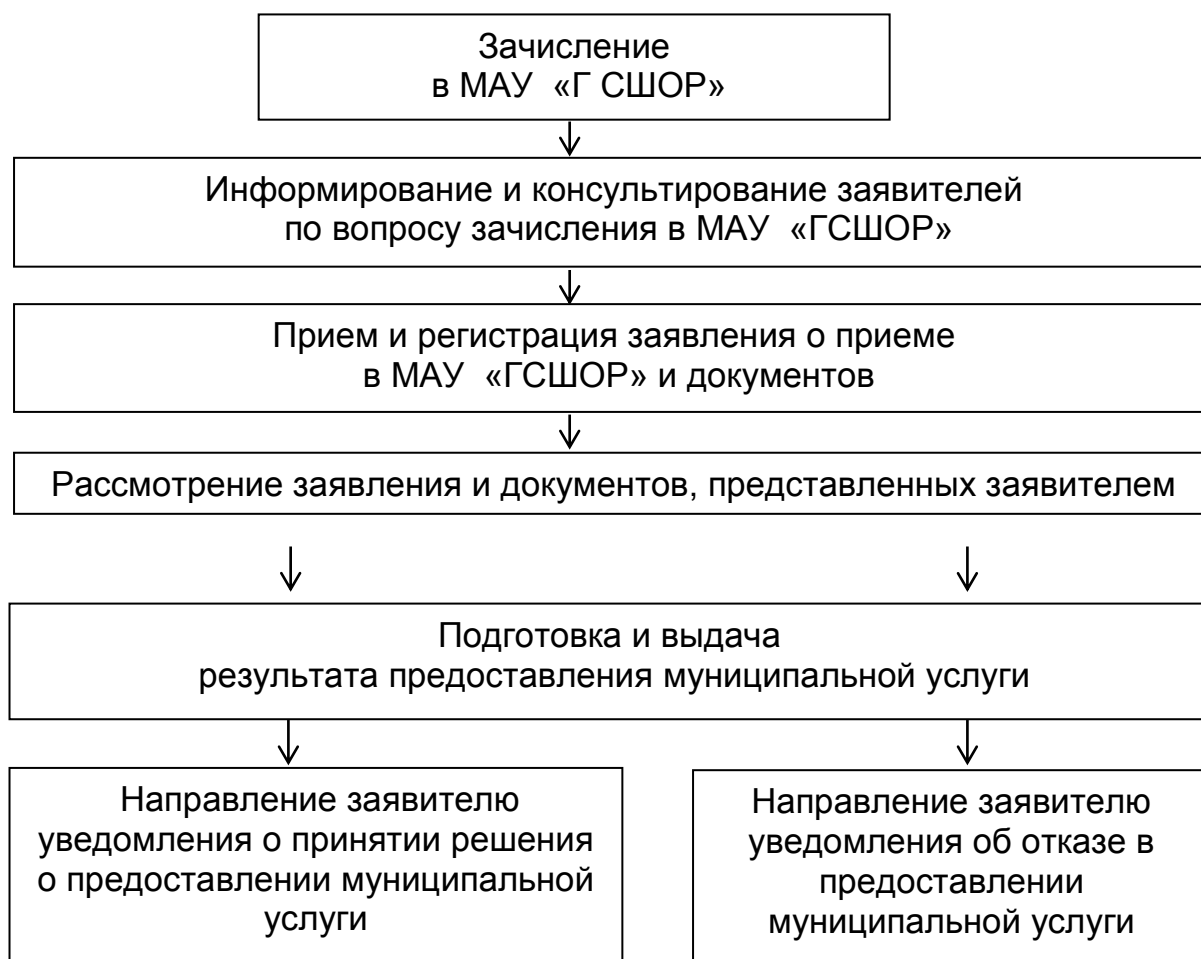 Зачисление
в МАУ «Г СШОР»
Информирование и консультирование заявителей
по вопросу зачисления в МАУ «ГСШОР»
Прием и регистрация заявления о приеме
в МАУ «ГСШОР» и документов
Рассмотрение заявления и документов, представленных заявителем
Подготовка и выдача
результата предоставления муниципальной услуги
Направление заявителю
уведомления о принятии решения
о предоставлении муниципальной
услуги
Направление заявителю
уведомления об отказе в
предоставлении
муниципальной услуги